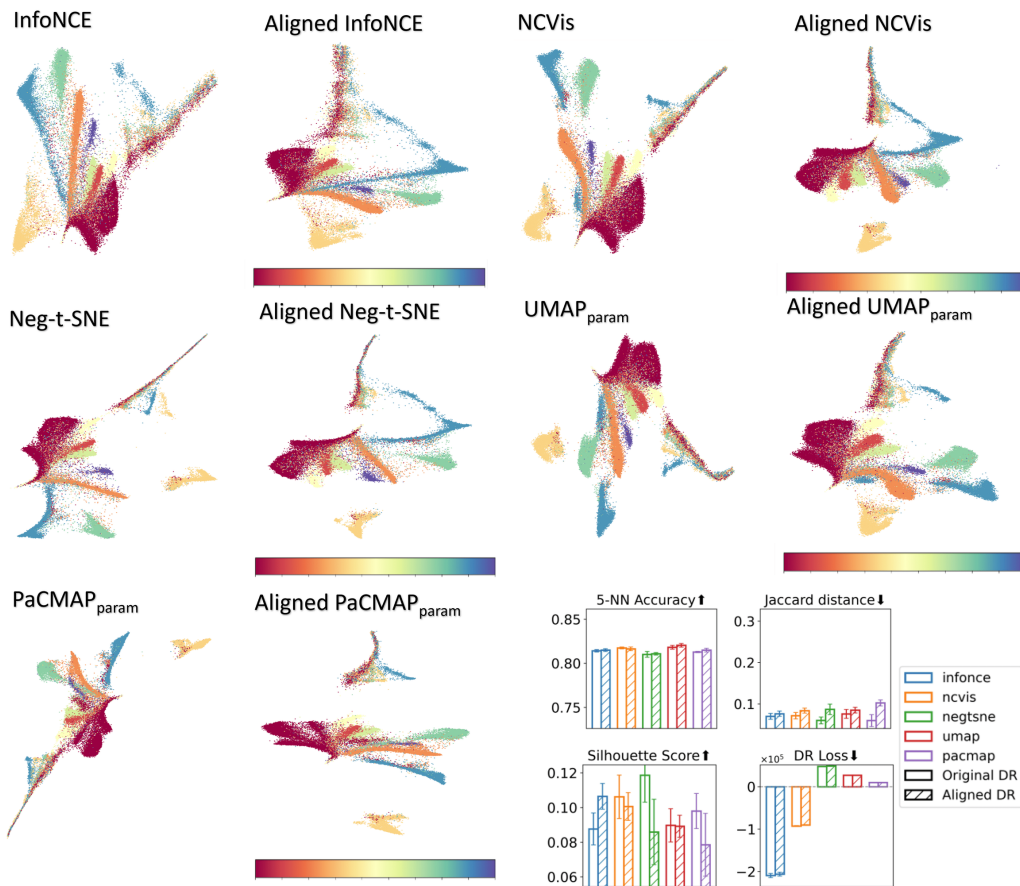 InfoNCE
Aligned InfoNCE
NCVis
Aligned NCVis
Neg-t-SNE
Aligned Neg-t-SNE
UMAPparam
Aligned UMAPparam
PaCMAPparam
Aligned PaCMAPparam
5-NN Accuracy⬆
0.85
0.80
0.75
Jaccard distance⬇
0.3
0.2
0.1
Silhouette Score⬆
0.12
0.10
0.08
0.06
DR Loss⬇
×10⁵
0
−1
−2
infonce
ncvis
negtsne
umap
pacmap
Original DR
Aligned DR